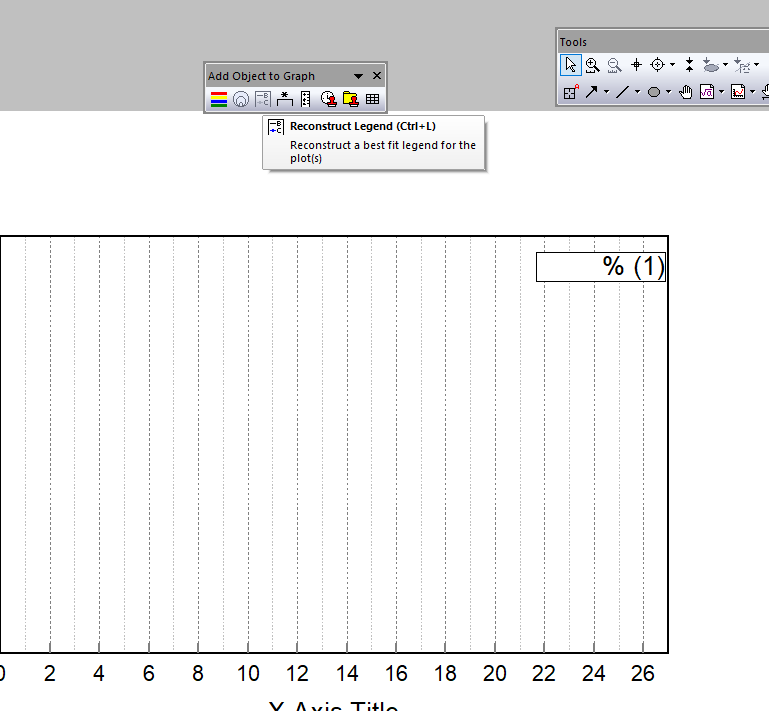 Tools
Add Object to Graph
Reconstruct Legend (Ctrl+L)
Reconstruct a best fit legend for the
plot(s)
% (1)
0 2 4 6 8 10 12 14 16 18 20 22 24 26
X Axis Title